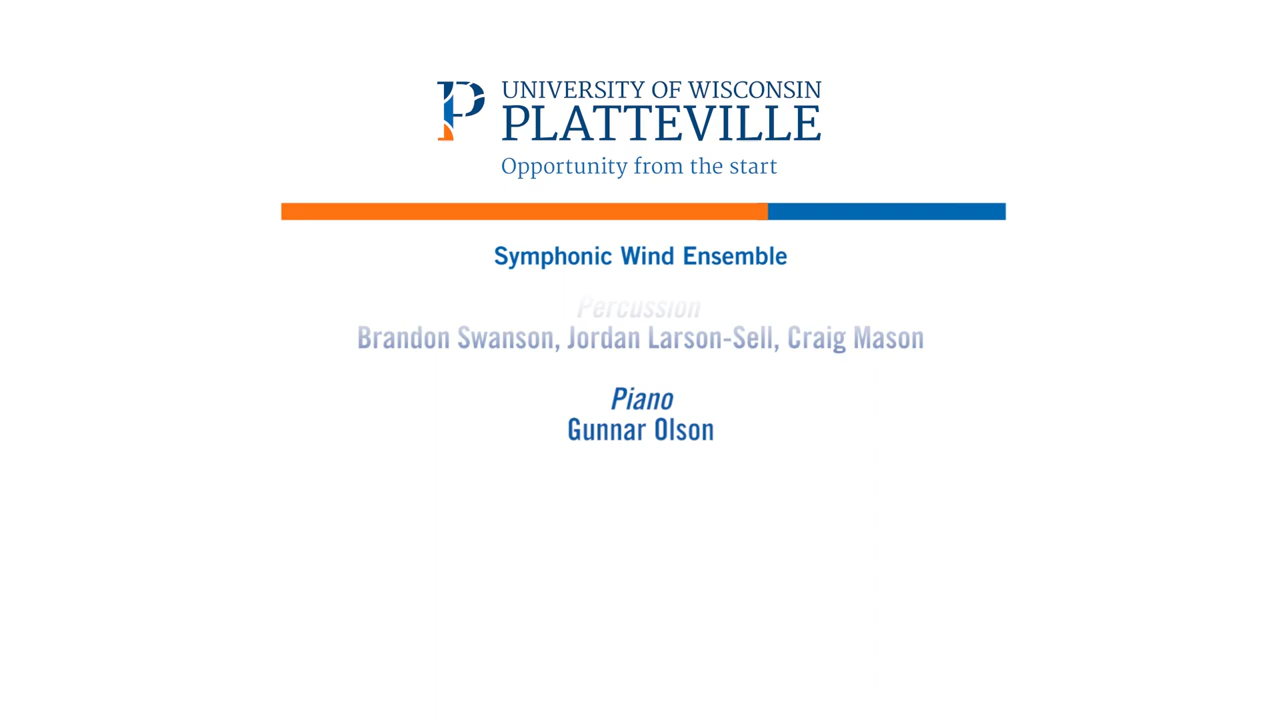 UNIVERSITY OF WISCONSIN
PLATTEVILLE
Opportunity from the start
Symphonic Wind Ensemble
Percussion
Brandon Swanson, Jordan Larson-Sell, Craig Mason
Piano
Gunnar Olson